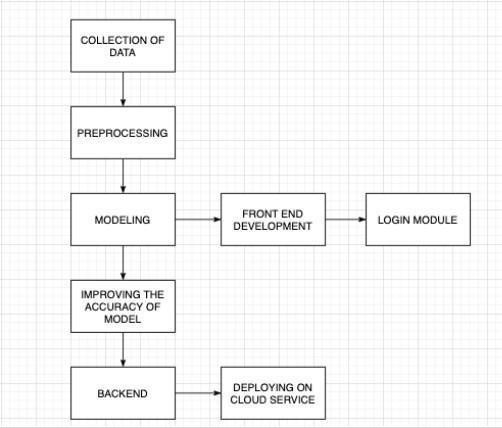 COLLECTION OF
DATA
PREPROCESSING
MODELING
FRONT END
DEVELOPMENT
LOGIN MODULE
IMPROVING THE
ACCURACY OF
MODEL
BACKEND
DEPLOYING ON
CLOUD SERVICE